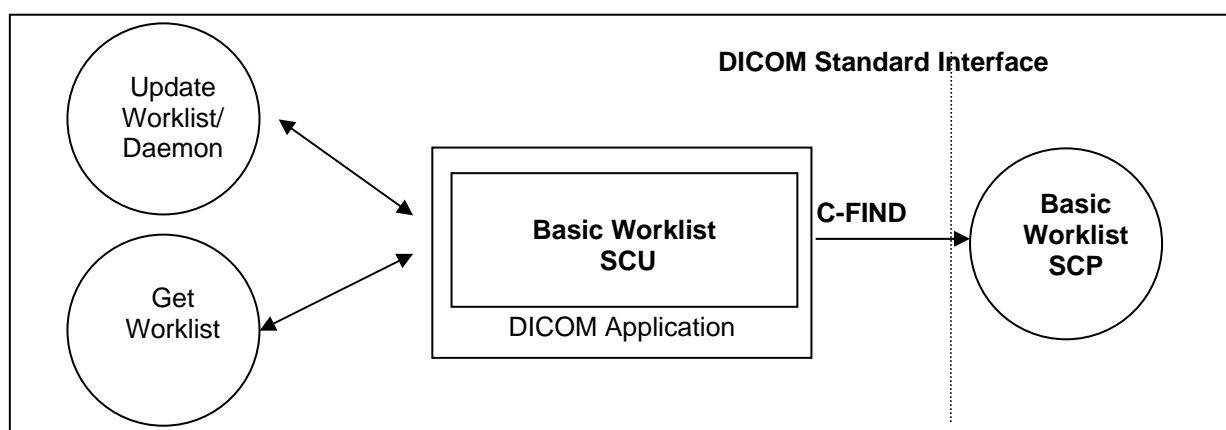 Update
Worklist/
Daemon
DICOM Standard Interface
Basic Worklist
SCU
DICOM Application
C-FIND
Basic
Worklist
SCP
Get
Worklist